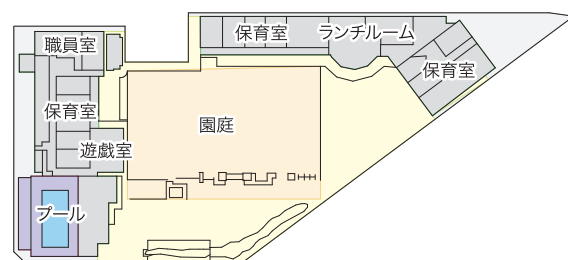 職員室
保育室
ランチルーム
保育室
保育室
園庭
遊戯室
プール